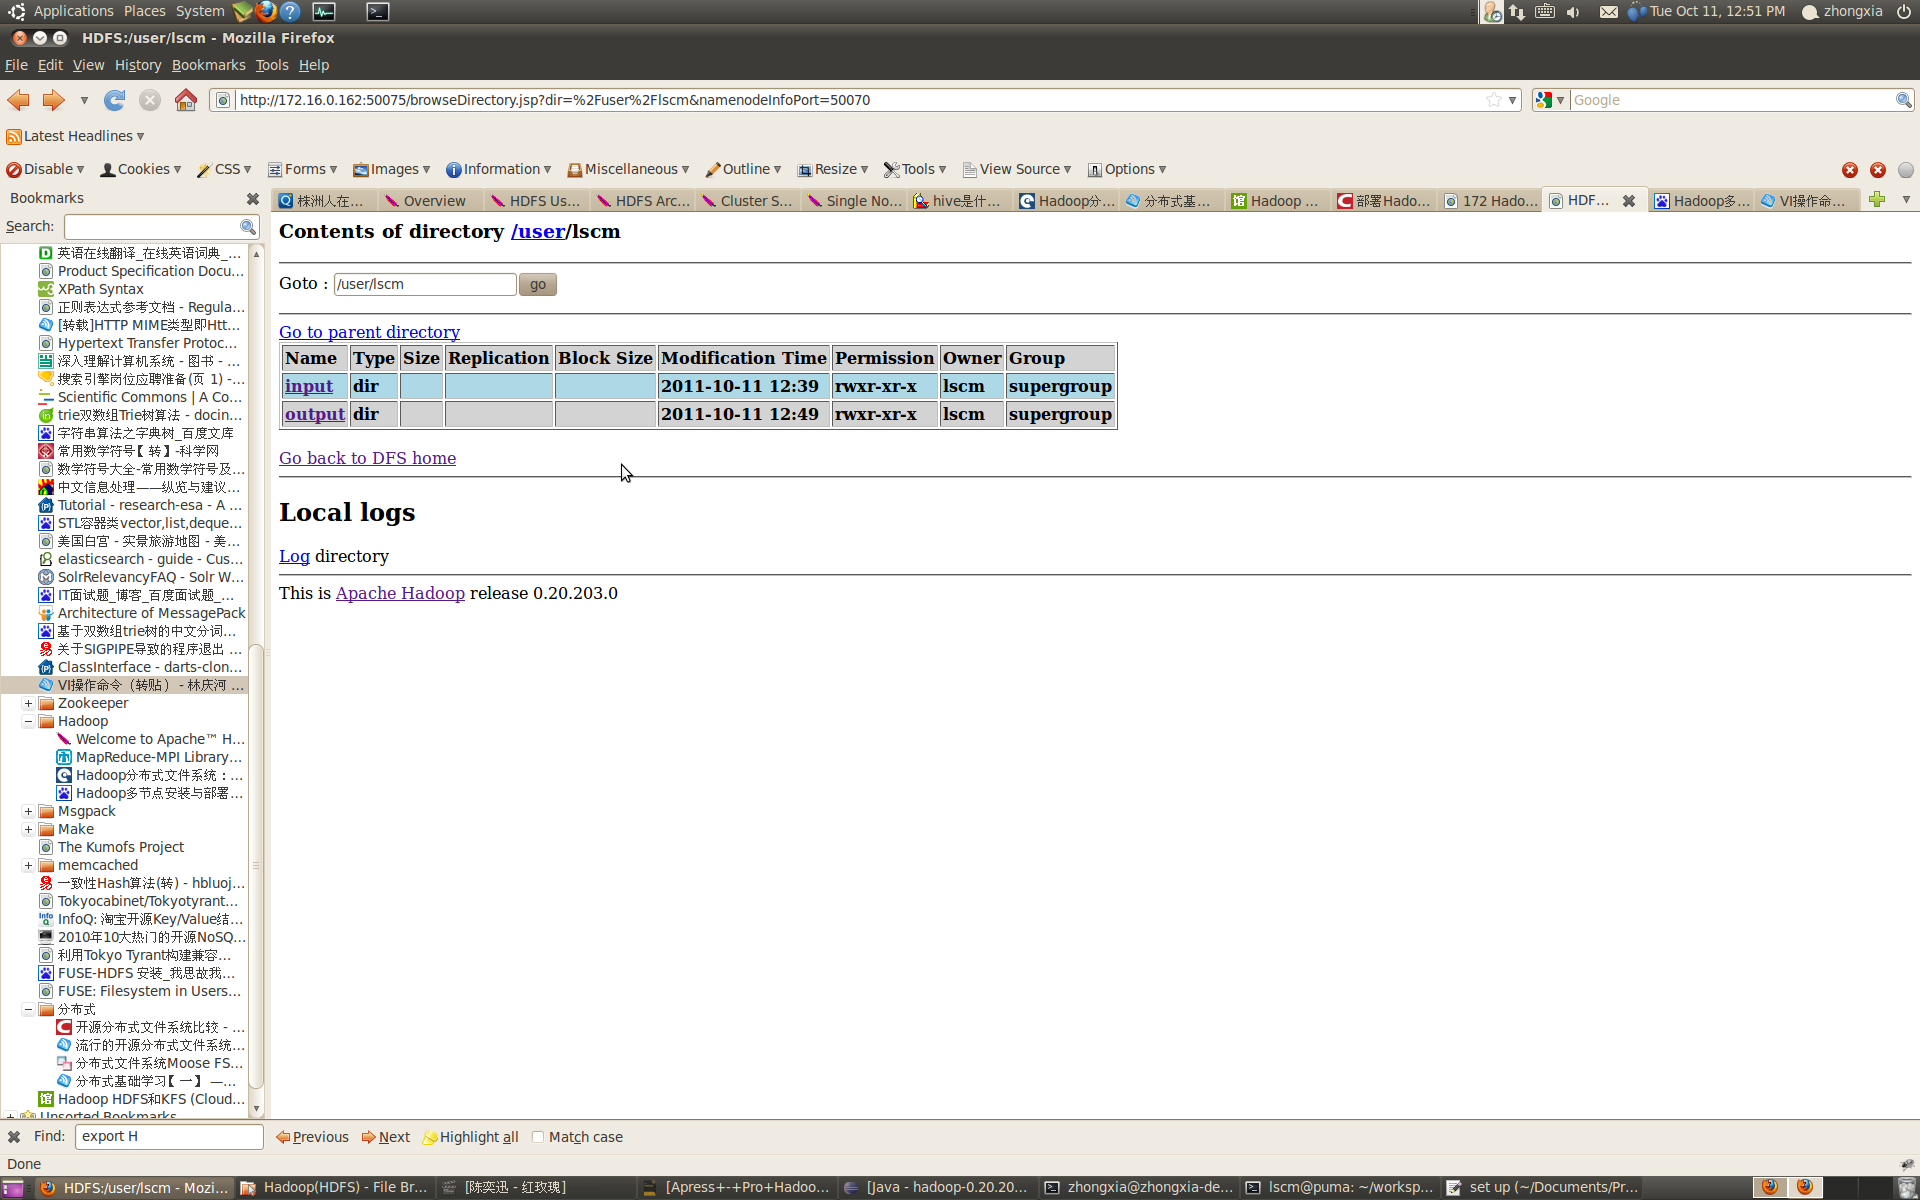 Applications Places System
Tue Oct 11, 12:51 PM zhongxia
HDFS:/user/lscm - Mozilla Firefox
File Edit View History Bookmarks Tools Help
http://172.16.0.162:50075/browseDirectory.jsp?dir=%2Fuser%2Flscm&namenodeInfoPort=50070
Google
Latest Headlines
Disable Cookies CSS Forms Images Information Miscellaneous Outline Resize Tools View Source Options
Bookmarks
株洲人在... Overview HDFS Us... HDFS Arc... Cluster S... Single No... hive是什... Hadoop分... 分布式基... Hadoop ... 部署Hado... 172 Hado... HDF... Hadoop多... VI操作命...
Search:
英语在线翻译_在线英语词典_...
Product Specification Docu...
XPath Syntax
正则表达式参考文档 - Regula...
[转载]HTTP MIME类型即Htt...
Hypertext Transfer Protoc...
深入理解计算机系统 - 图书 - ...
搜索引擎岗位应聘准备(页 1) -...
Scientific Commons | A Co...
trie双数组Trie树算法 - docin...
字符串算法之字典树_百度文库
常用数学符号【 转】-科学网
数学符号大全-常用数学符号及...
中文信息处理——纵览与建议...
Tutorial - research-esa - A ...
STL容器类vector,list,deque...
美国白宫 - 实景旅游地图 - 美...
elasticsearch - guide - Cus...
SolrRelevancyFAQ - Solr W...
IT面试题_博客_百度面试题_...
Architecture of MessagePack
基于双数组trie树的中文分词...
关于SIGPIPE导致的程序退出 ...
ClassInterface - darts-clon...
VI操作命令（转贴） - 林庆河 ...
Zookeeper
Hadoop
Welcome to Apache™ H...
MapReduce-MPI Library...
Hadoop分布式文件系统：...
Hadoop多节点安装与部署...
Msgpack
Make
The Kumofs Project
memcached
一致性Hash算法(转) - hbluoj...
Tokyocabinet/Tokyotyrant...
InfoQ: 淘宝开源Key/Value结...
2010年10大热门的开源NoSQ...
利用Tokyo Tyrant构建兼容...
FUSE-HDFS 安装_我思故我...
FUSE: Filesystem in Users...
分布式
开源分布式文件系统比较 - ...
流行的开源分布式文件系统...
分布式文件系统Moose FS...
分布式基础学习【 一】 —...
Hadoop HDFS和KFS (Cloud...
Unsorted Bookmarks
Contents of directory /user/lscm
Goto : /user/lscm go
Go to parent directory
Name Type Size Replication Block Size Modification Time Permission Owner Group
input dir 2011-10-11 12:39 rwxr-xr-x lscm supergroup
output dir 2011-10-11 12:49 rwxr-xr-x lscm supergroup
Go back to DFS home
Local logs
Log directory
This is Apache Hadoop release 0.20.203.0
Find: export H Previous Next Highlight all Match case
Done
HDFS:/user/lscm - Mozi... Hadoop(HDFS) - File Br... [陈奕迅 - 红玫瑰] [Apress+-+Pro+Hadoo... [Java - hadoop-0.20.20... zhongxia@zhongxia-de... lscm@puma: ~/worksp... set up (~/Documents/Pr...